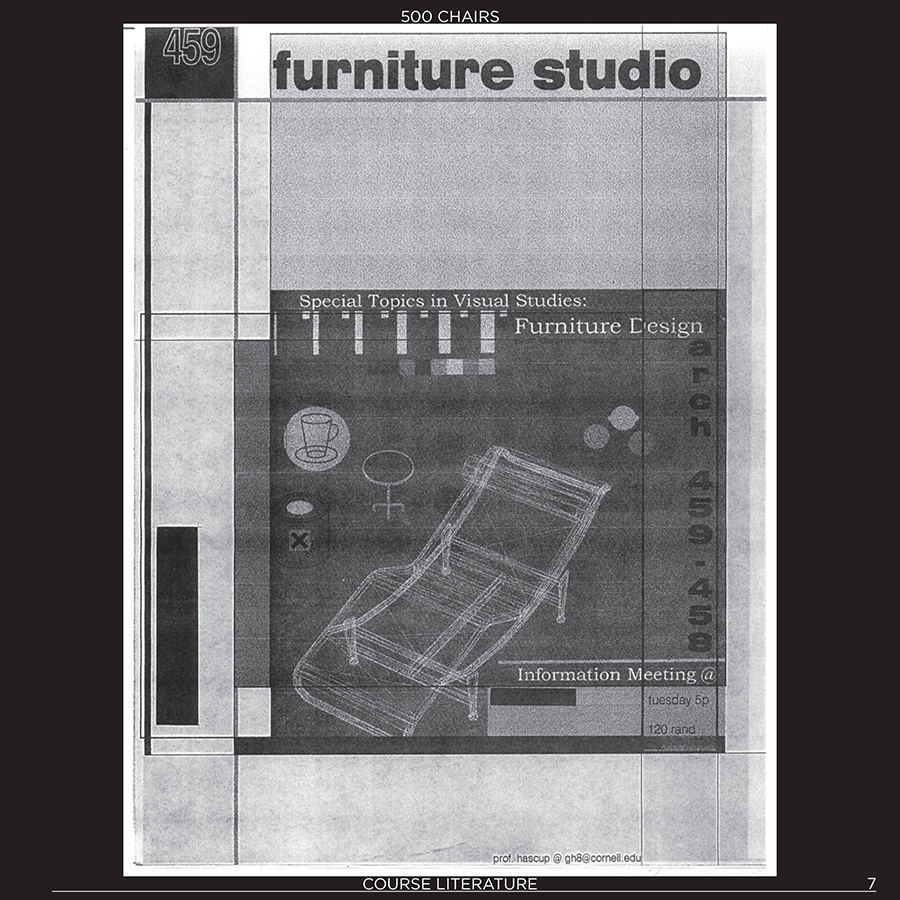 500 CHAIRS
459
furniture studio
Special Topics in Visual Studies:
Furniture Design
arch 459-458
Information Meeting @
tuesday 5p
120 rand
prof. hascup @ gh8@cornell.edu
COURSE LITERATURE
7